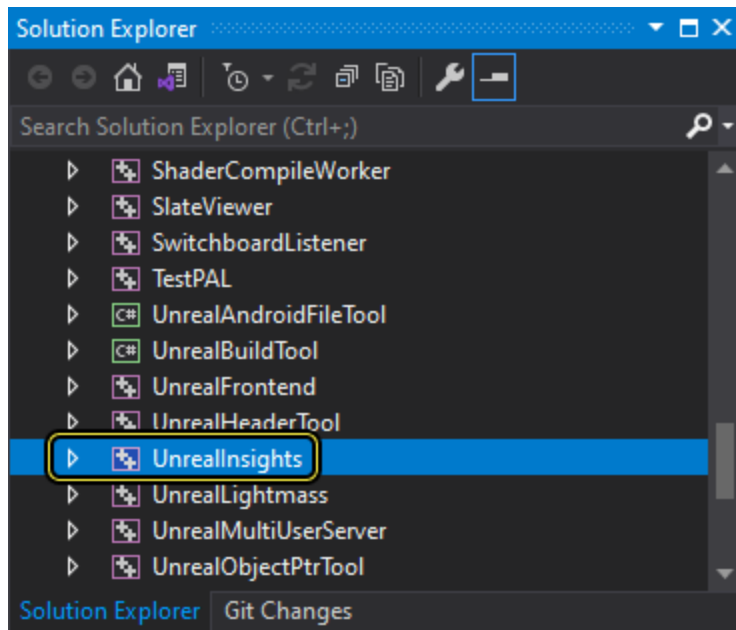 Solution Explorer
Search Solution Explorer (Ctrl+;)
ShaderCompileWorker
SlateViewer
SwitchboardListener
TestPAL
C# UnrealAndroidFileTool
C# UnrealBuildTool
UnrealFrontend
UnrealHeaderTool
UnrealInsights
UnrealLightmass
UnrealMultiUserServer
UnrealObjectPtrTool
Solution Explorer Git Changes